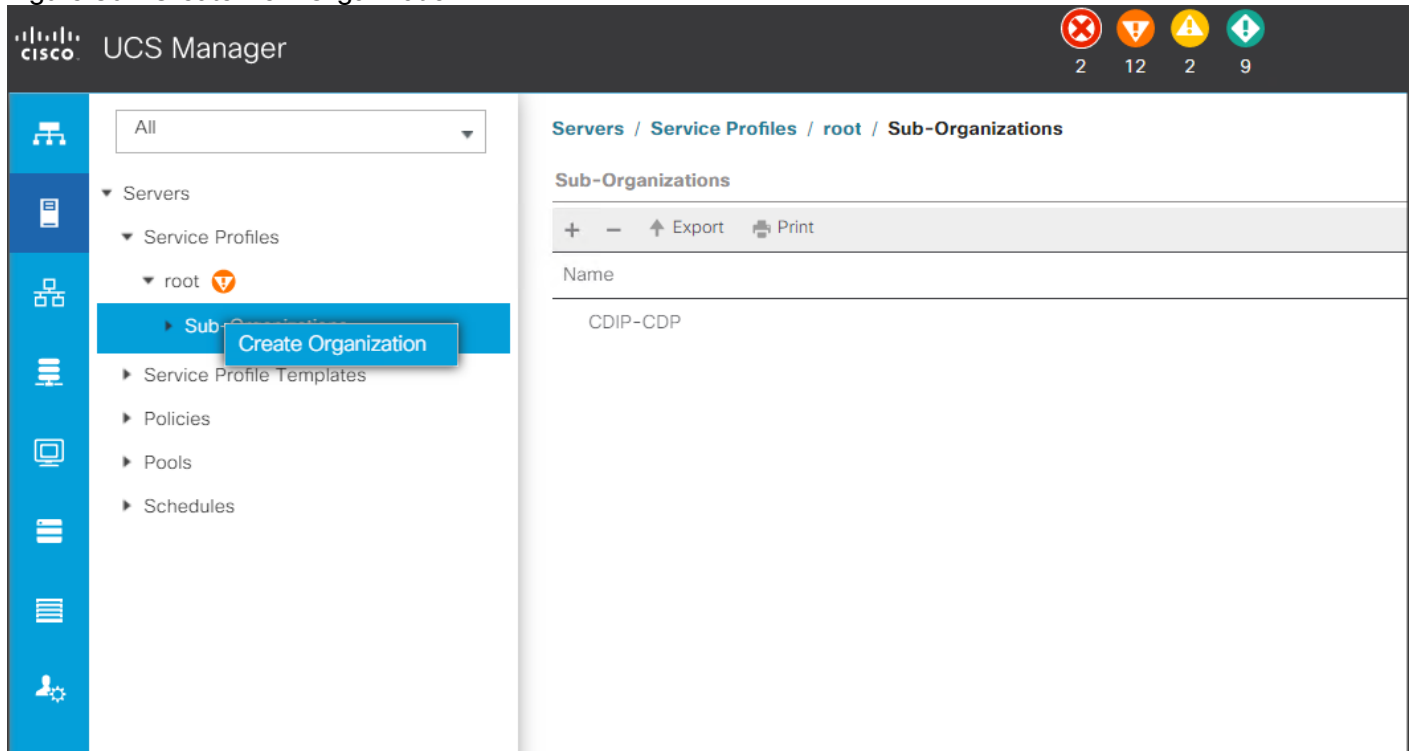 CISCO
UCS Manager
2 12 2 9
All
Servers / Service Profiles / root / Sub-Organizations
Sub-Organizations
+ − Export Print
Name
CDIP-CDP
Servers
Service Profiles
root
Sub-
Create Organization
Service Profile Templates
Policies
Pools
Schedules